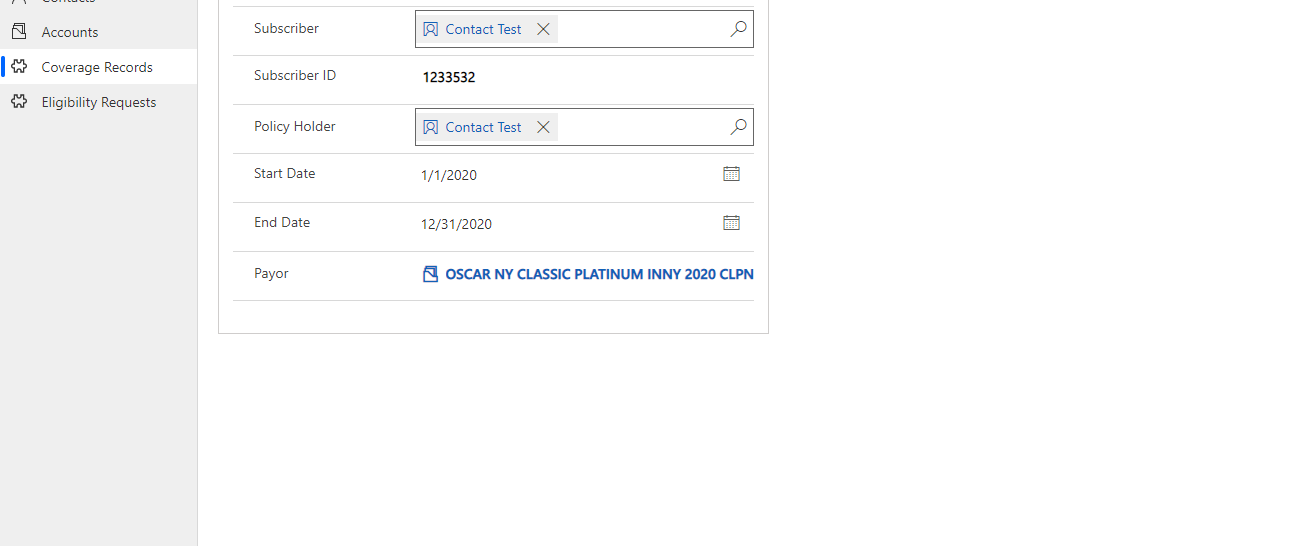 Contacts
Accounts
Coverage Records
Eligibility Requests
Subscriber
Contact Test
Subscriber ID
1233532
Policy Holder
Contact Test
Start Date
1/1/2020
End Date
12/31/2020
Payor
OSCAR NY CLASSIC PLATINUM INNY 2020 CLPN